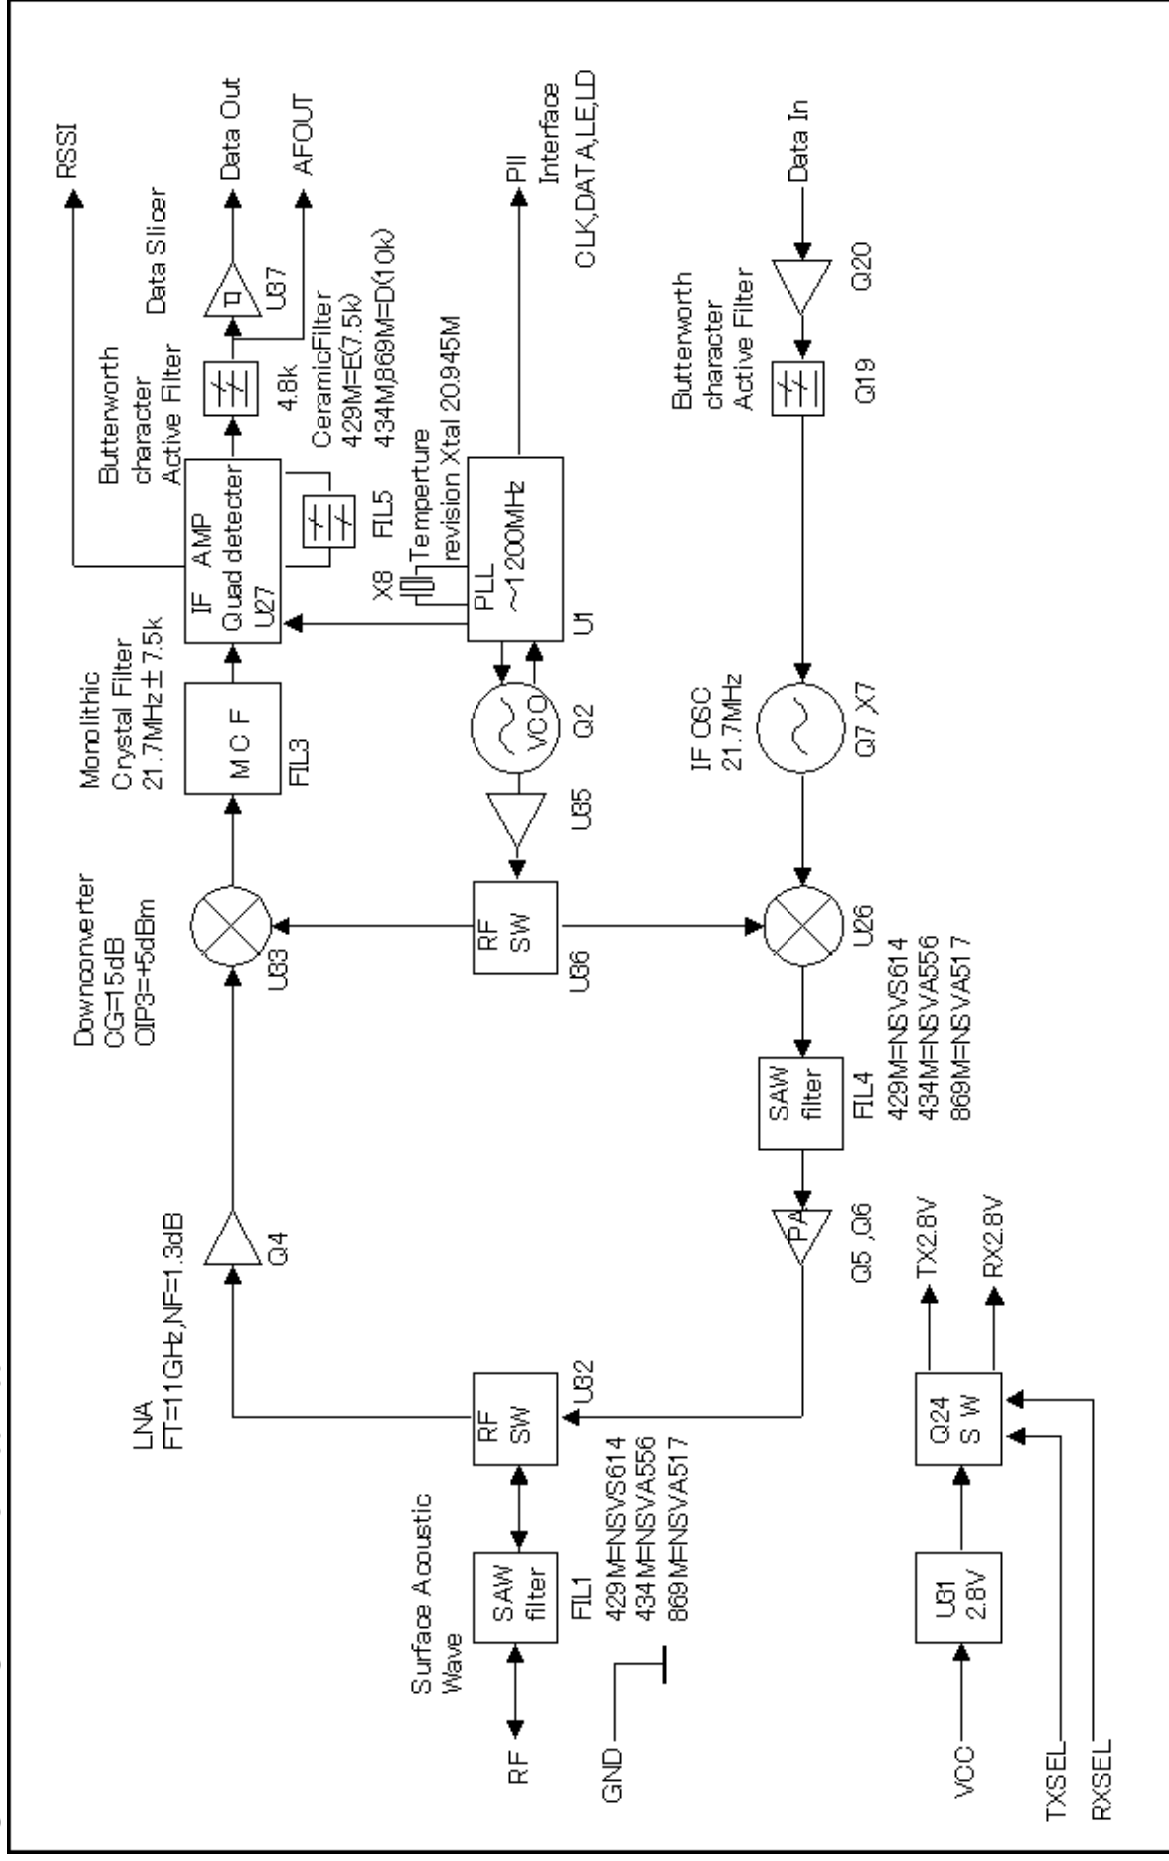 RSSI
Data Out
AFOUT
Data Slicer
U37
Butterworth
character
Active Filter
4.8k
CeramicFilter
429M=E(7.5k)
434M,869M=D(10k)
IF AMP
Quad detecter
U27
FIL5
Monolithic
Crystal Filter
21.7MHz±7.5k
M C F
FIL3
Downconverter
CG=15dB
OIP3=+5dBm
U33
LNA
FT=11GHz,NF=1.3dB
Q4
Surface Acoustic
Wave
RF
SAW
filter
FIL1
429M=NSVS614
434M=NSVA556
869M=NSVA517
RF
SW
U32
RF
SW
U36
U35
VCO
Q2
PLL
~1200MHz
U1
X8
Temperture
revision Xtal 20.945M
Pll
Interface
CLK,DATA,LE,LD
GND
PA
Q5 ,Q6
SAW
filter
FIL4
429M=NSVS614
434M=NSVA556
869M=NSVA517
U26
IF OSC
21.7MHz
Q7 ,X7
Butterworth
character
Active Filter
Q19
Q20
Data In
VCC
U31
2.8V
Q24
S W
TX2.8V
RX2.8V
TXSEL
RXSEL